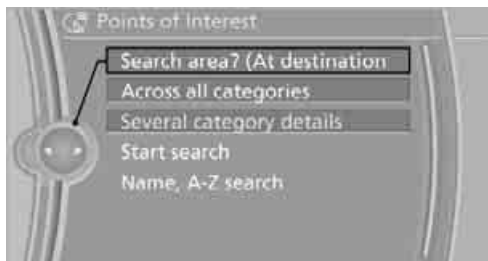 Points of Interest
Search area? (At destination
Across all categories
Several category details
Start search
Name, A-Z search